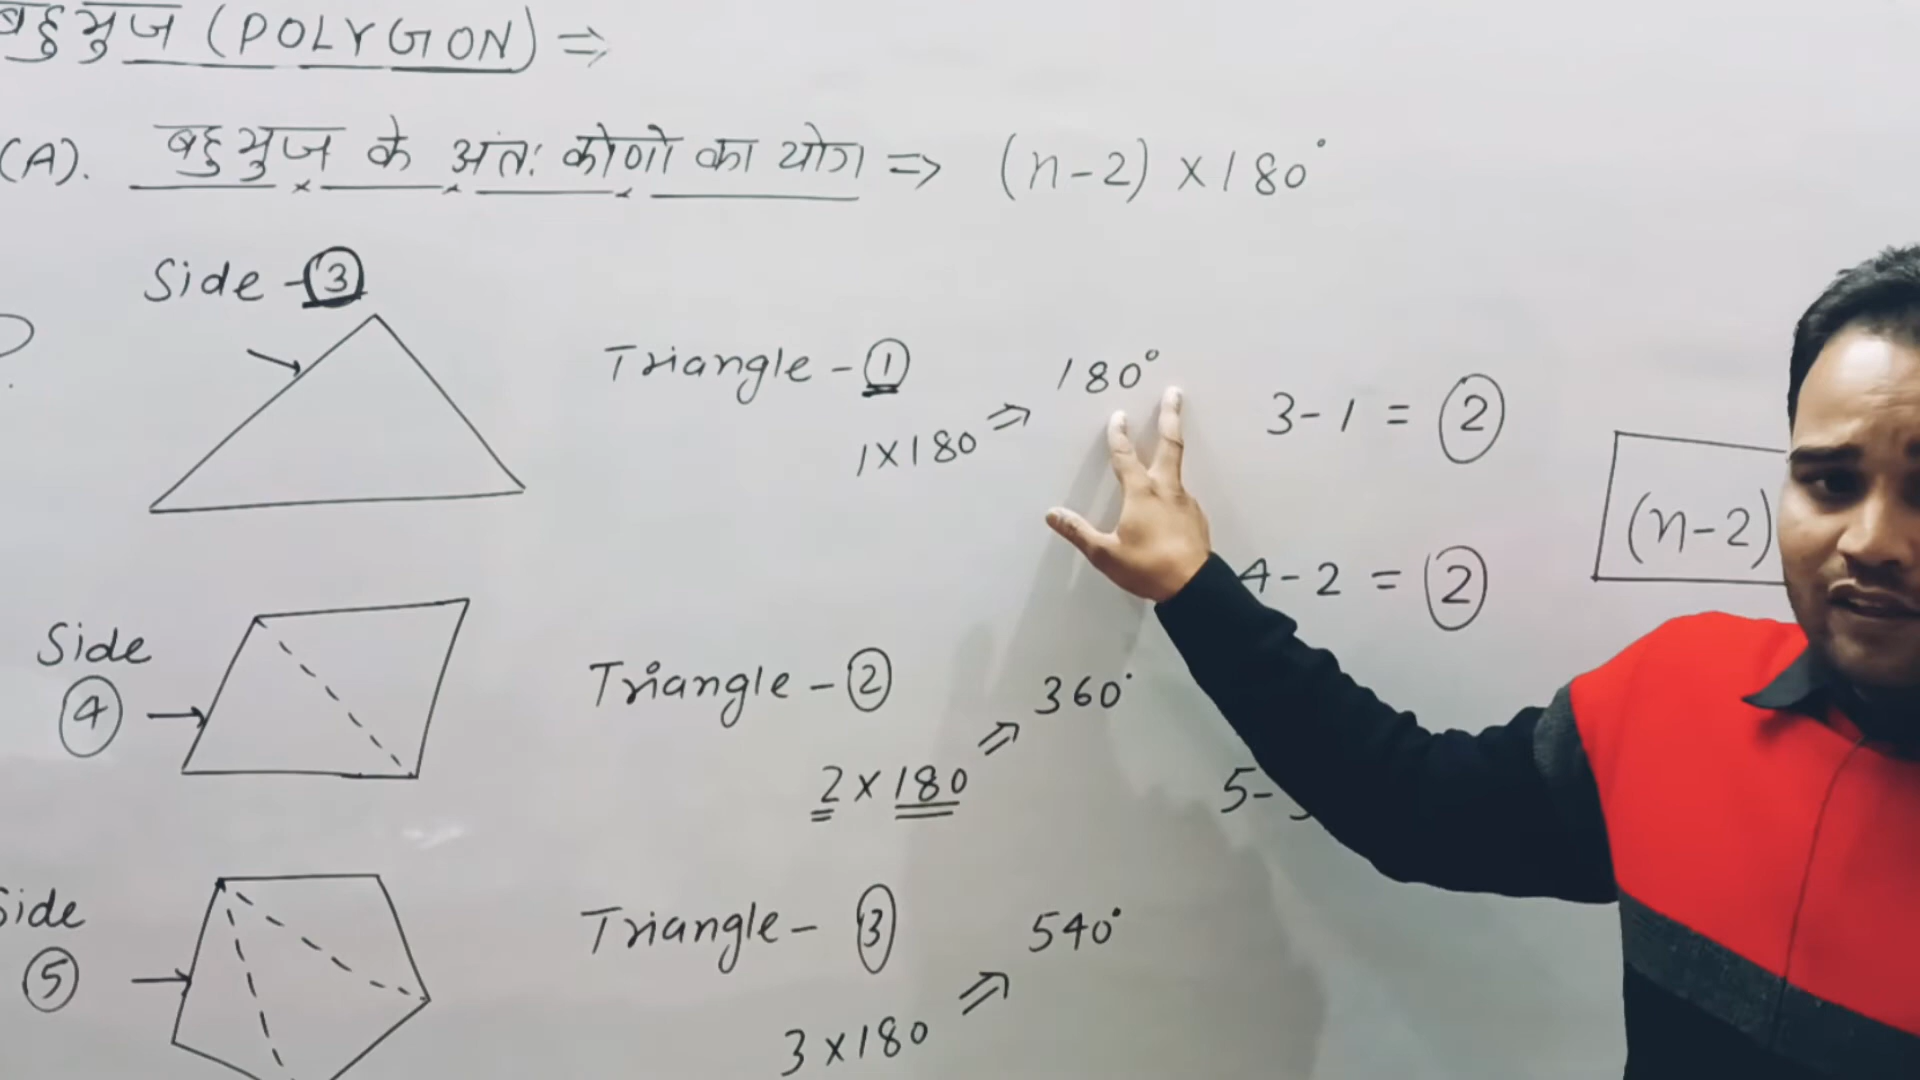 बहुभुज (POLYGON) ⇒
(A). बहुभुज के अंतः कोणो का योग ⇒ (n-2) × 180°
Side - 3
Triangle - 1
1 × 180 ⇒ 180°
3 - 1 = 2
(n-2)
4 - 2 = 2
Side
4
Triangle - 2
2 × 180 ⇒ 360°
5 -
Side
5
Triangle - 3
3 × 180 ⇒ 540°